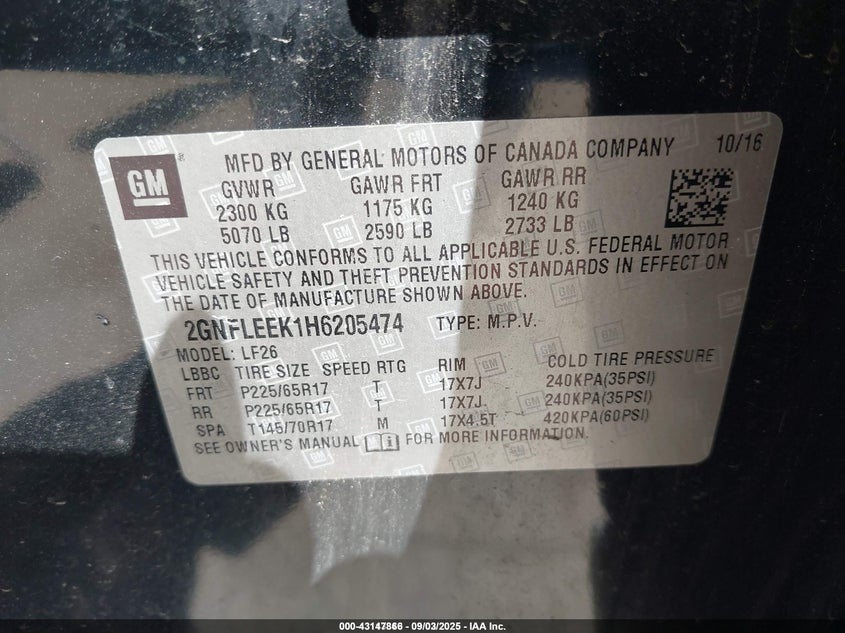 MFD BY GENERAL MOTORS OF CANADA COMPANY 10/16
GM
GVWR GAWR FRT GAWR RR
2300 KG 1175 KG 1240 KG
5070 LB 2590 LB 2733 LB
THIS VEHICLE CONFORMS TO ALL APPLICABLE U.S. FEDERAL MOTOR
VEHICLE SAFETY AND THEFT PREVENTION STANDARDS IN EFFECT ON
THE DATE OF MANUFACTURE SHOWN ABOVE.
2GNFLEEK1H6205474 TYPE: M.P.V.
MODEL: LF26
LBBC TIRE SIZE SPEED RTG RIM COLD TIRE PRESSURE
FRT P225/65R17 T 17X7J 240KPA(35PSI)
RR P225/65R17 T 17X7J 240KPA(35PSI)
SPA T145/70R17 M 17X4.5T 420KPA(60PSI)
SEE OWNER'S MANUAL FOR MORE INFORMATION.
000-43147866 - 09/03/2025 - IAA Inc.